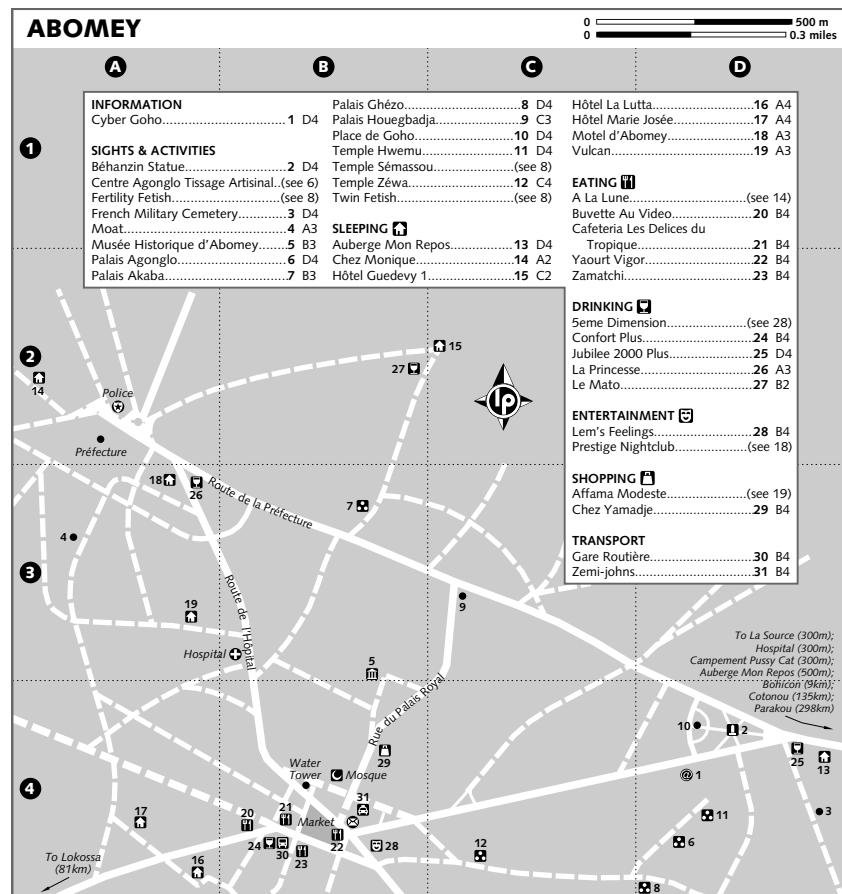 ABOMEY
0 500 m
0 0.3 miles
A B C D
1
2
3
4
INFORMATION
Cyber Goho 1 D4
SIGHTS & ACTIVITIES
Béhanzin Statue 2 D4
Centre Agonglo Tissage Artisinal..(see 6)
Fertility Fetish (see 8)
French Military Cemetery 3 D4
Moat 4 A3
Musée Historique d'Abomey 5 B3
Palais Agonglo 6 D4
Palais Akaba 7 B3
Palais Ghézo 8 D4
Palais Houegbadja 9 C3
Place de Goho 10 D4
Temple Hwemu 11 D4
Temple Sémassou (see 8)
Temple Zéwa 12 C4
Twin Fetish (see 8)
SLEEPING
Auberge Mon Repos 13 D4
Chez Monique 14 A2
Hôtel Guedevy 1 15 C2
Hôtel La Lutta 16 A4
Hôtel Marie Josée 17 A4
Motel d'Abomey 18 A3
Vulcan 19 A3
EATING
A La Lune (see 14)
Buvette Au Video 20 B4
Cafeteria Les Delices du
Tropique 21 B4
Yaourt Vigor 22 B4
Zamatchi 23 B4
DRINKING
5eme Dimension (see 28)
Confort Plus 24 B4
Jubilee 2000 Plus 25 D4
La Princesse 26 A3
Le Mato 27 B2
ENTERTAINMENT
Lem's Feelings 28 B4
Prestige Nightclub (see 18)
SHOPPING
Affama Modeste (see 19)
Chez Yamadje 29 B4
TRANSPORT
Gare Routière 30 B4
Zemi-johns 31 B4
15
27
lp
14
Police
Préfecture
18
26
Route de la Préfecture
7
4
Route de l'Hôpital
9
19
Hospital
5
Rue du Palais Royal
To La Source (300m);
Hospital (300m);
Campement Pussy Cat (300m);
Auberge Mon Repos (500m);
Bohicon (9km);
Cotonou (135km);
Parakou (298km)
10
2
29
25
13
Water
Tower
Mosque
@ 1
31
17
20
21
Market
11
3
24
30
23
22
28
12
6
To Lokossa
(81km)
16
8